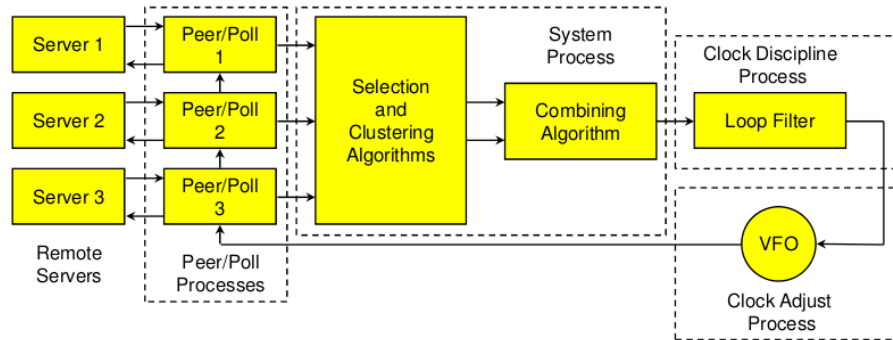 Server 1
Server 2
Server 3
Remote
Servers
Peer/Poll
1
Peer/Poll
2
Peer/Poll
3
Peer/Poll
Processes
Selection
and
Clustering
Algorithms
System
Process
Combining
Algorithm
Clock Discipline
Process
Loop Filter
VFO
Clock Adjust
Process